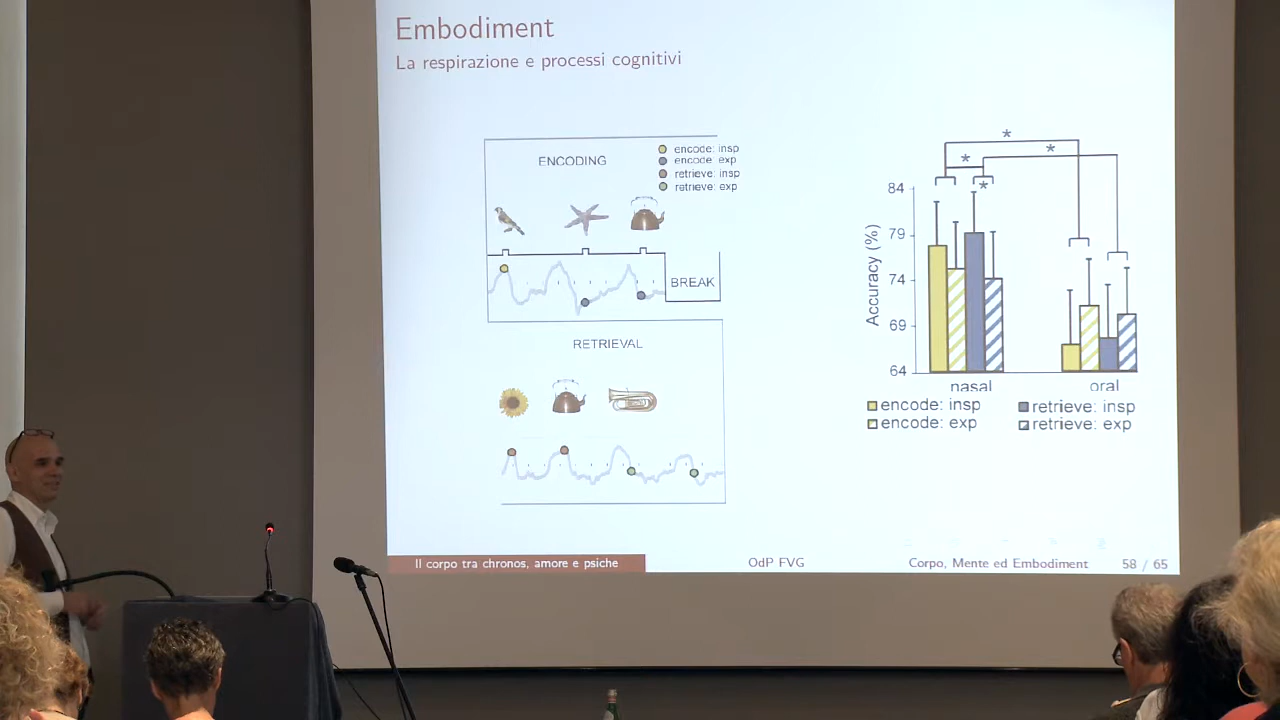 Embodiment
La respirazione e processi cognitivi
ENCODING
encode: insp
encode: exp
retrieve: insp
retrieve: exp
BREAK
RETRIEVAL
* * * *
Accuracy (%)
84
79
74
69
64
nasal oral
encode: insp retrieve: insp
encode: exp retrieve: exp
Il corpo tra chronos, amore e psiche OdP FVG Corpo, Mente ed Embodiment 58 / 65